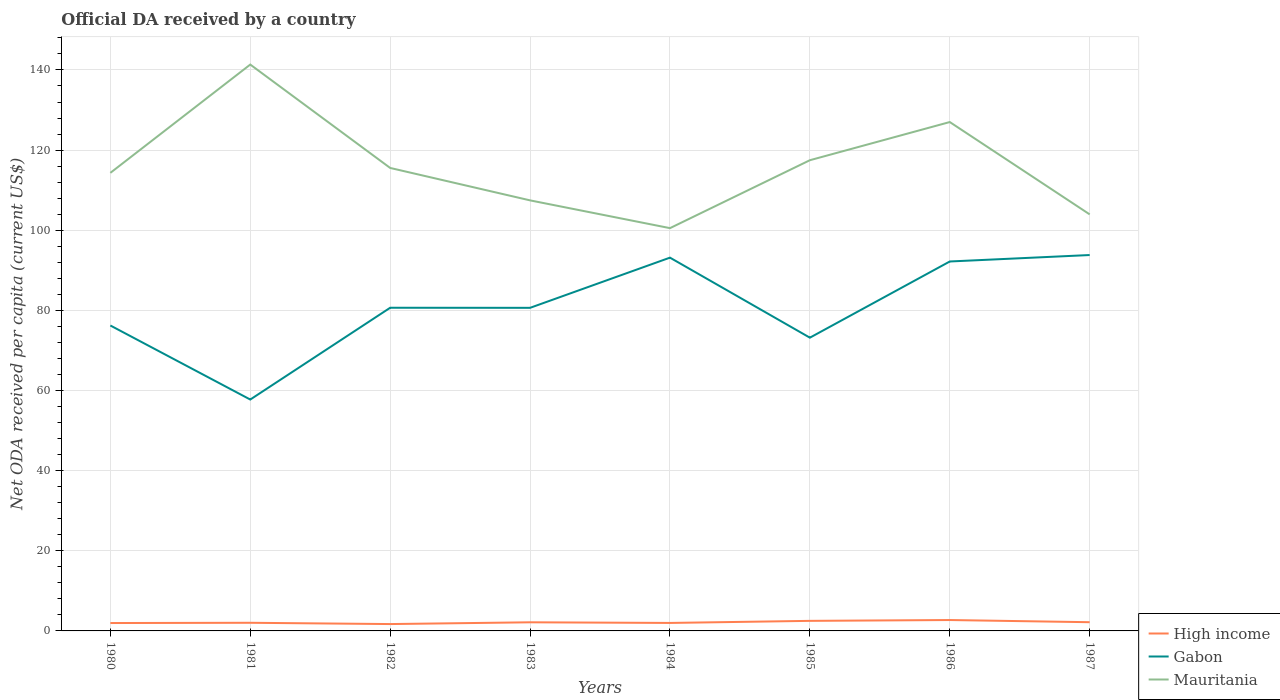 Official DA received by a country
Net ODA received per capita (current US$)
140
120
100
80
60
40
20
0
1980
1981
1982
1983
1984
1985
1986
1987
Years
High income
Gabon
Mauritania